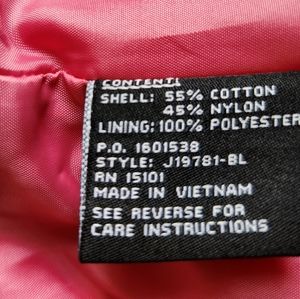 CONTENT:
SHELL: 55% COTTON
45% NYLON
LINING: 100% POLYESTER
P.O. 1601538
STYLE: J19781-BL
RN 15101
MADE IN VIETNAM
SEE REVERSE FOR
CARE INSTRUCTIONS